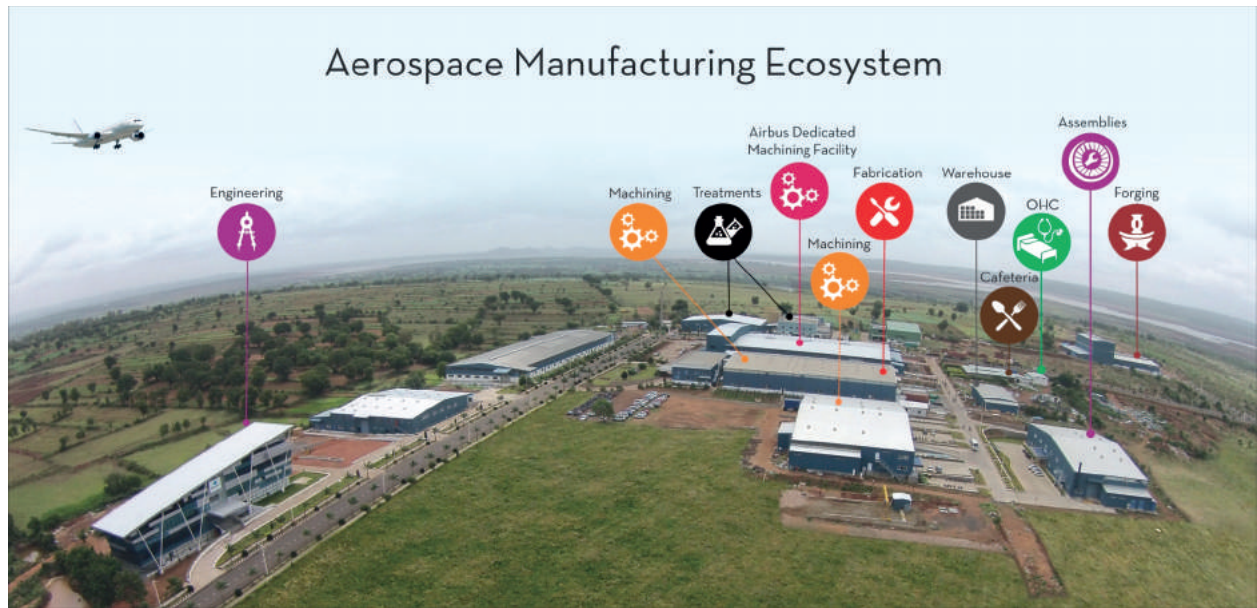 Aerospace Manufacturing Ecosystem
Assemblies
Airbus Dedicated
Machining Facility
Engineering
Machining
Treatments
Fabrication
Warehouse
OHC
Forging
Machining
Cafeteria